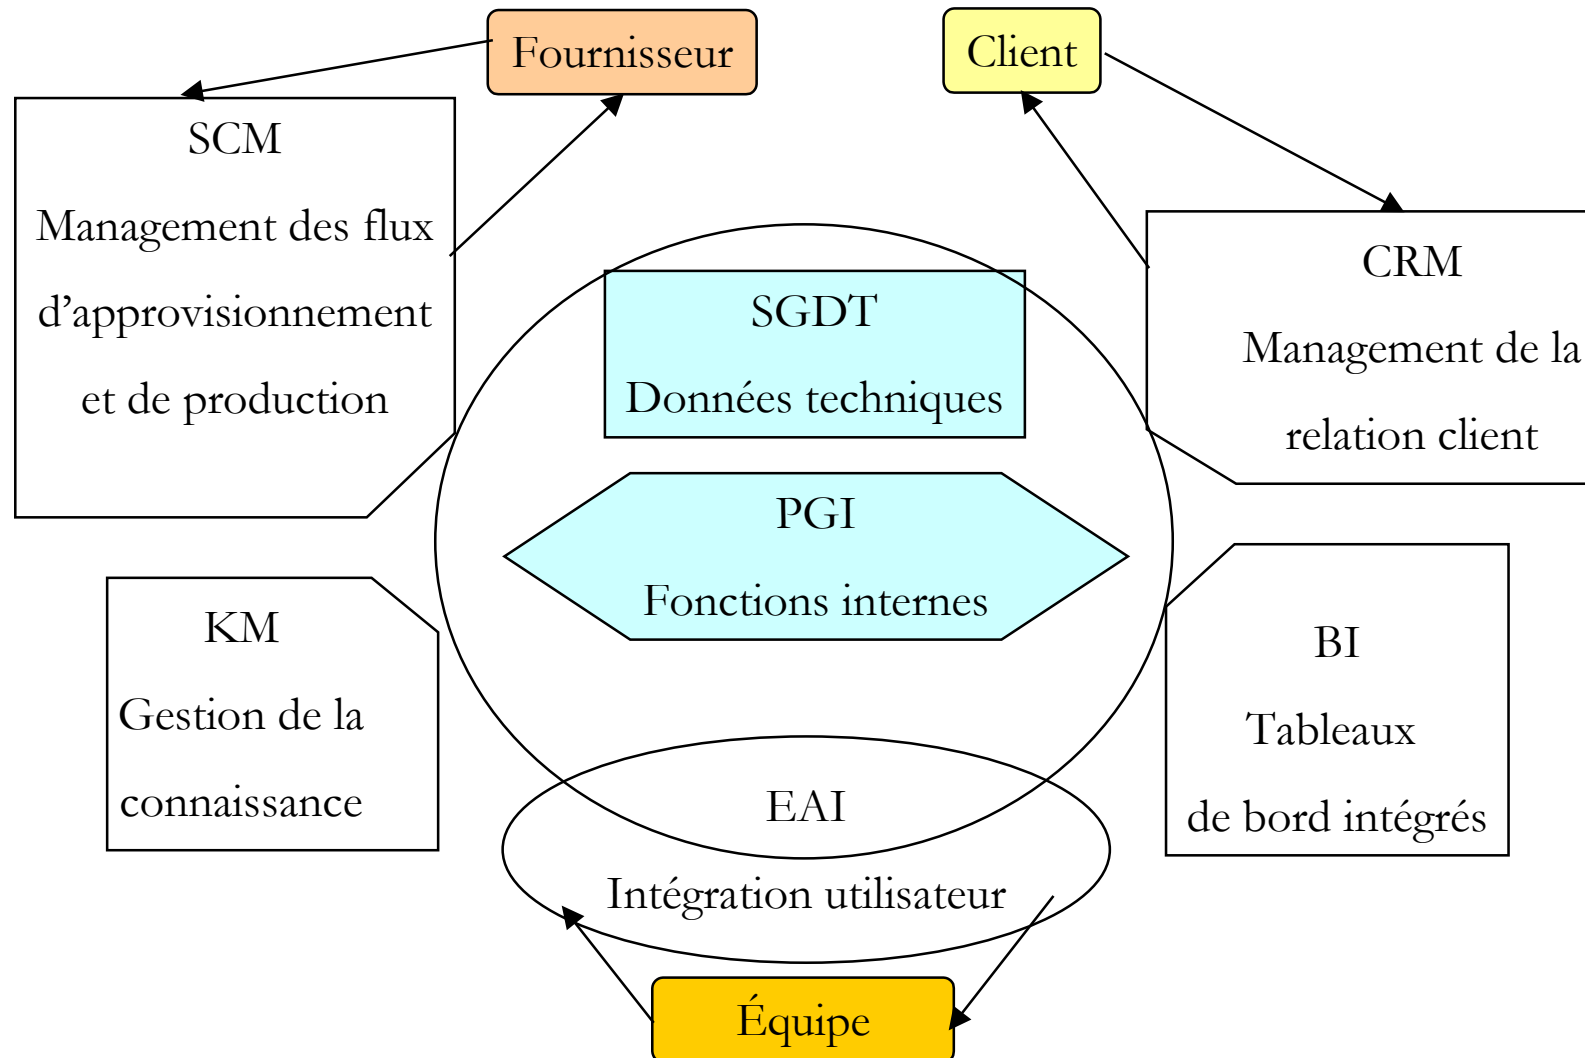 Fournisseur
Client
SCM
Management des flux
d’approvisionnement
et de production
SGDT
Données techniques
CRM
Management de la
relation client
PGI
Fonctions internes
KM
Gestion de la
connaissance
BI
Tableaux
de bord intégrés
EAI
Intégration utilisateur
Équipe